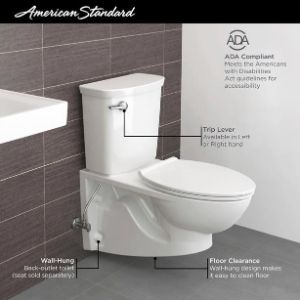 American Standard
ADA
ADA Compliant
Meets the Americans
with Disabilities
Act guidelines for
accessibility
Trip Lever
Available in Left
or Right hand
Wall-Hung
Back-outlet toilet
(seat sold separately)
Floor Clearance
Wall-hung design makes
it easy to clean floor